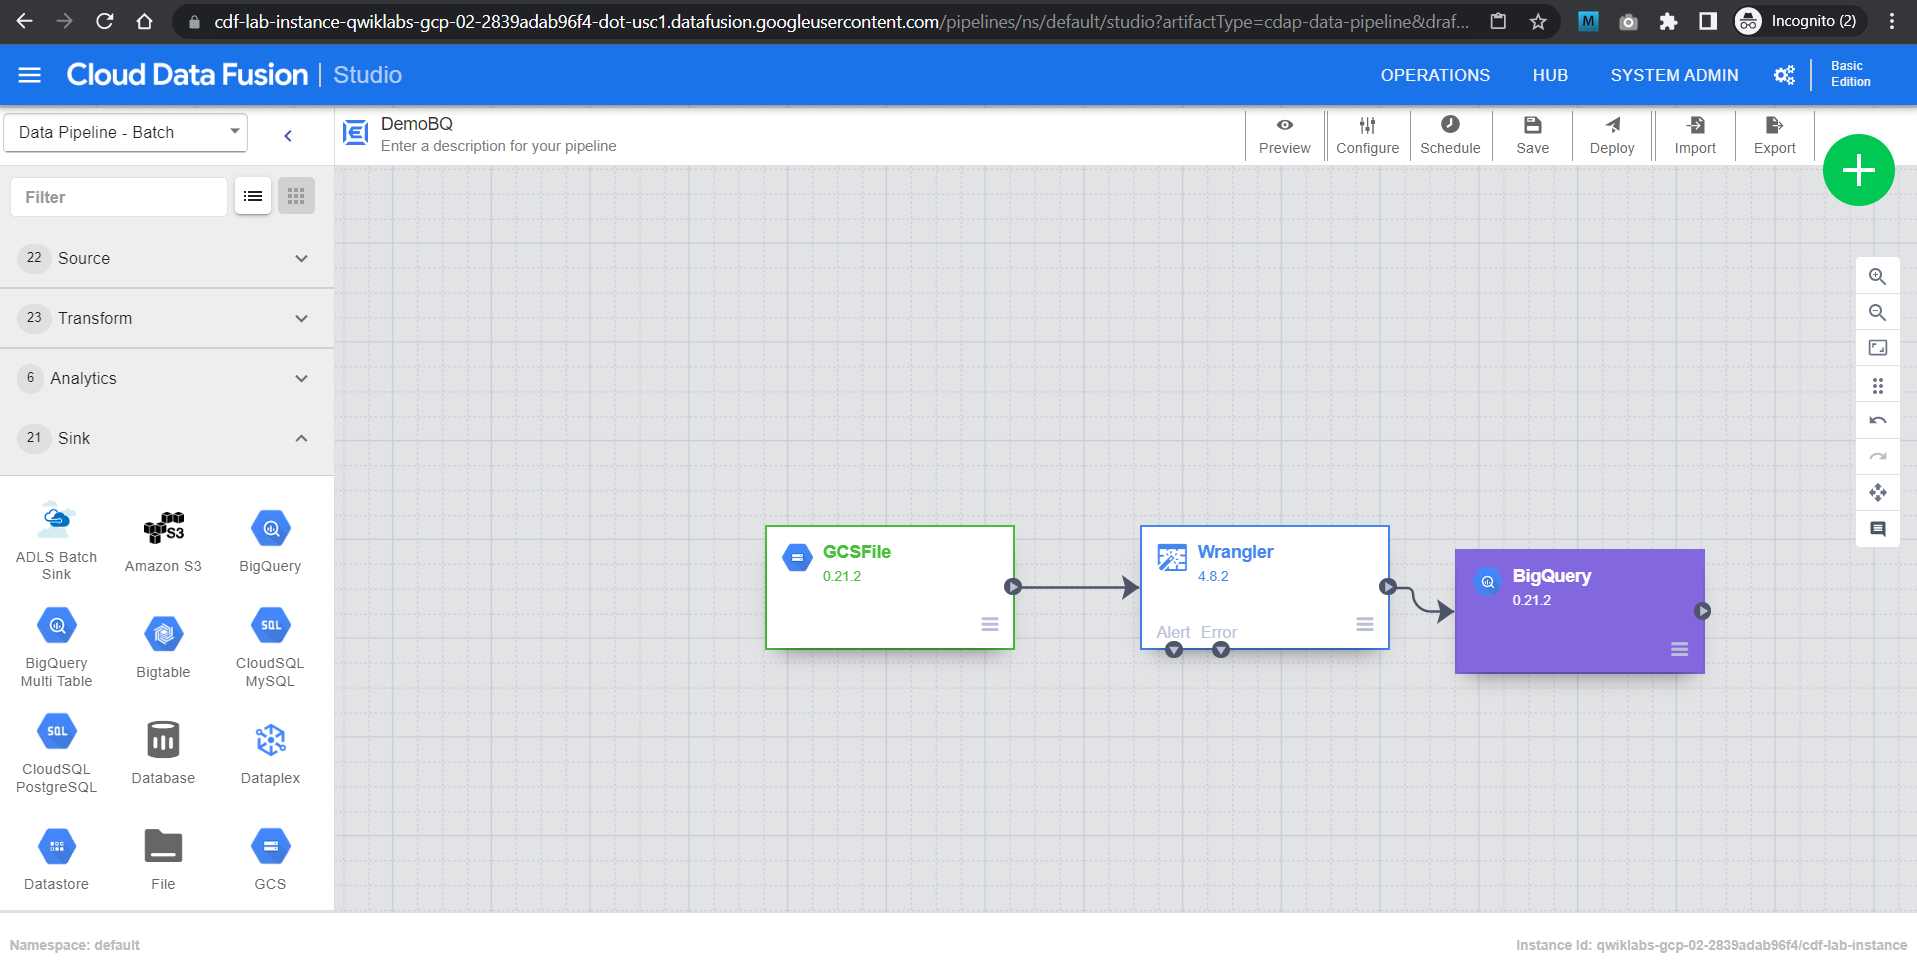 cdf-lab-instance-qwiklabs-gcp-02-2839adab96f4-dot-usc1.datafusion.googleusercontent.com/pipelines/ns/default/studio?artifactType=cdap-data-pipeline&draf...
M
Incognito (2)
Cloud Data Fusion | Studio
OPERATIONS
HUB
SYSTEM ADMIN
Basic
Edition
Data Pipeline - Batch
DemoBQ
Enter a description for your pipeline
Preview
Configure
Schedule
Save
Deploy
Import
Export
Filter
22 Source
23 Transform
6 Analytics
21 Sink
ADLS Batch
Sink
S3
Amazon S3
BigQuery
BigQuery
Multi Table
Bigtable
SQL
CloudSQL
MySQL
SQL
CloudSQL
PostgreSQL
Database
Dataplex
Datastore
File
GCS
GCSFile
0.21.2
Wrangler
4.8.2
Alert Error
BigQuery
0.21.2
Namespace: default
Instance Id: qwiklabs-gcp-02-2839adab96f4/cdf-lab-instance